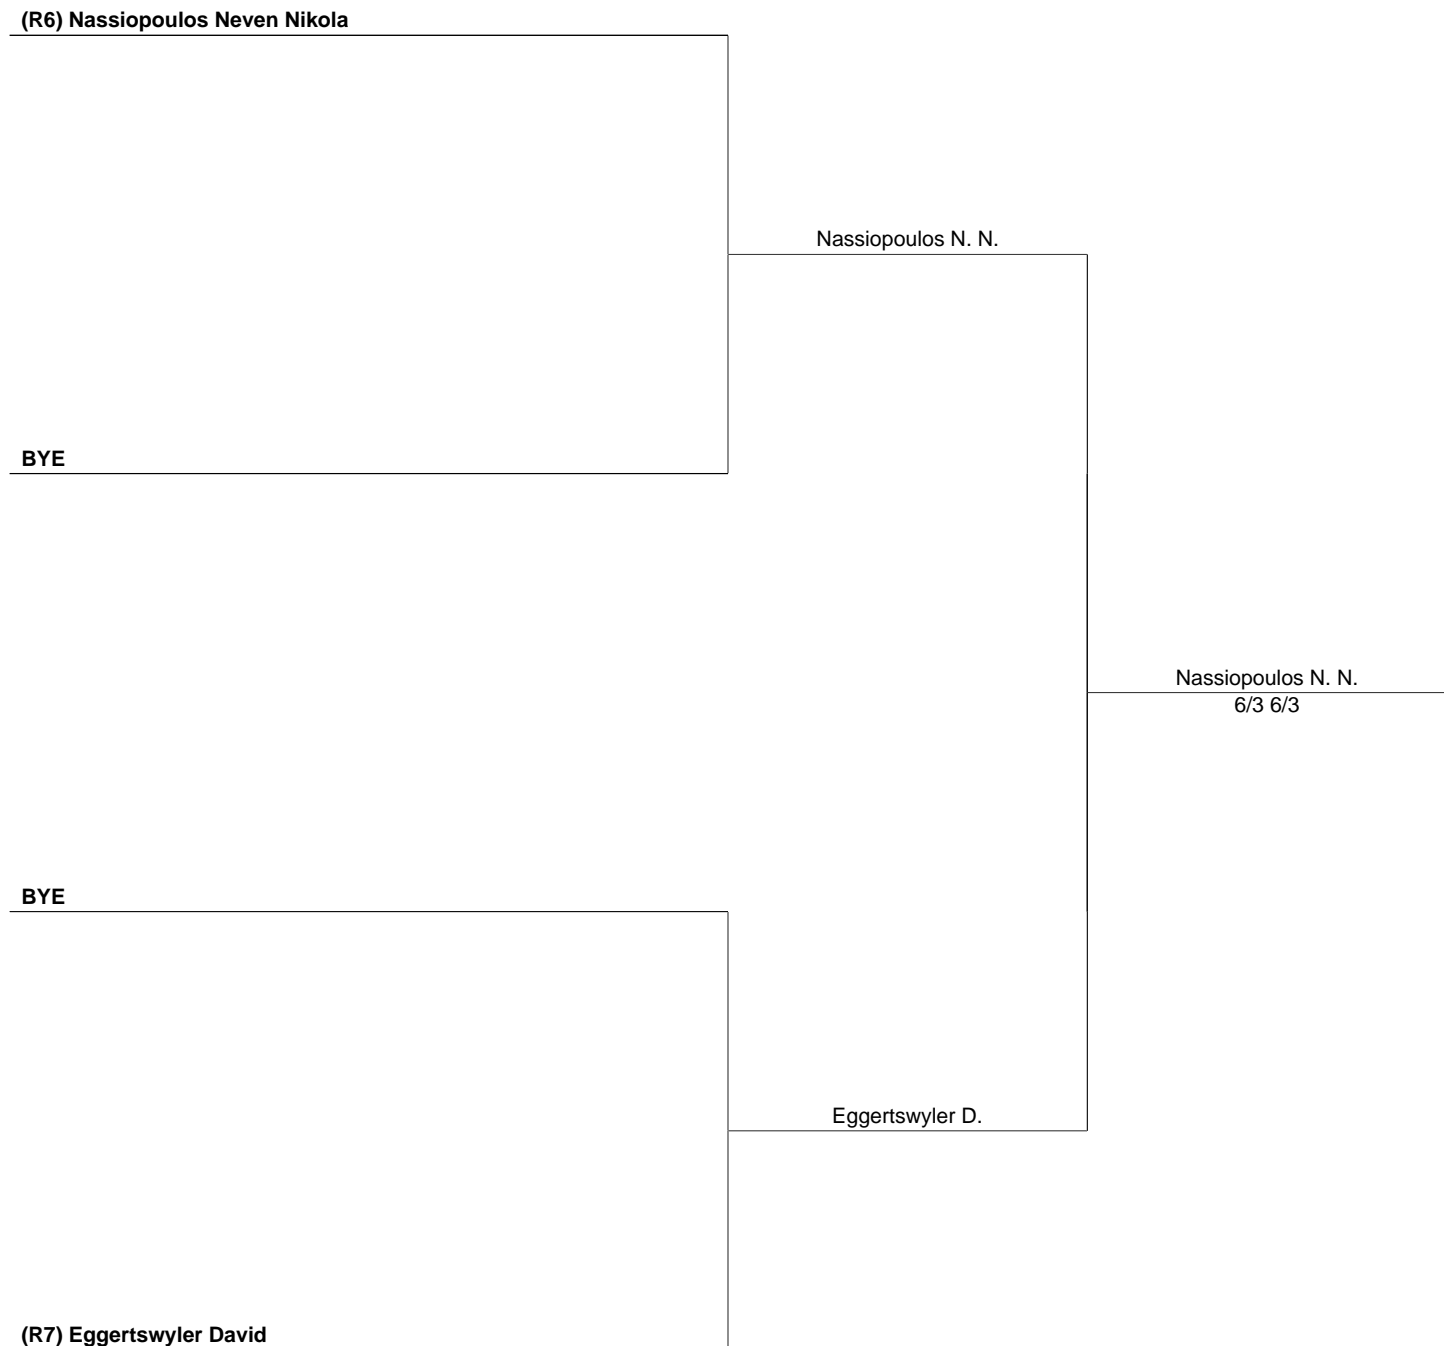 (R6) Nassiopoulos Neven Nikola
Nassiopoulos N. N.
BYE
Nassiopoulos N. N.
6/3 6/3
BYE
Eggertswyler D.
(R7) Eggertswyler David